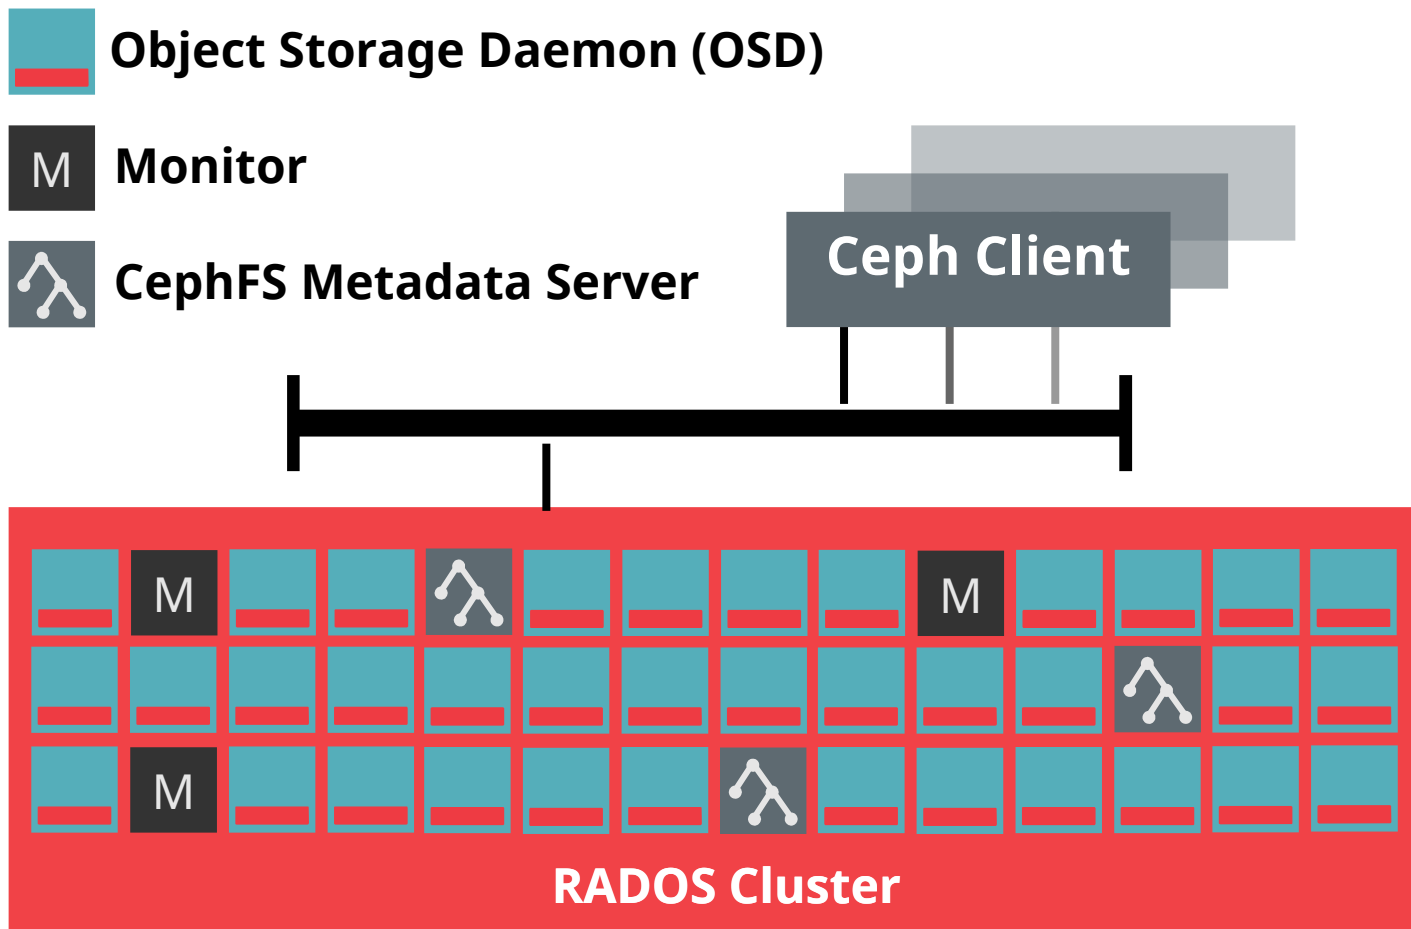 Object Storage Daemon (OSD)
M
Monitor
CephFS Metadata Server
Ceph Client
M
M
M
RADOS Cluster